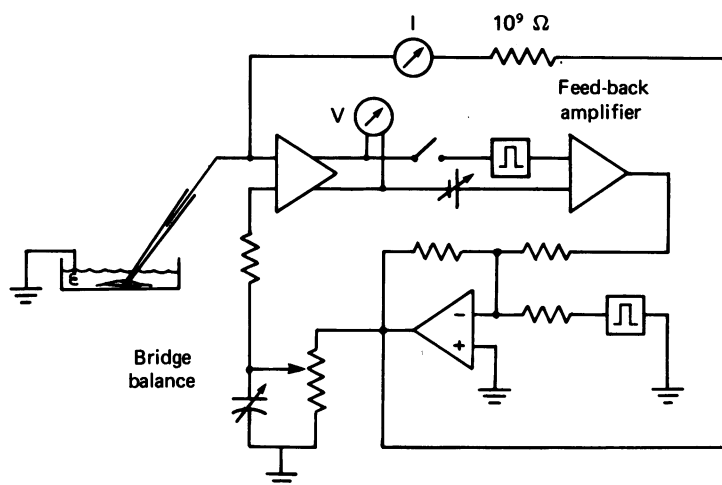 I
10⁹ Ω
Feed-back
amplifier
V
E
-
+
Bridge
balance